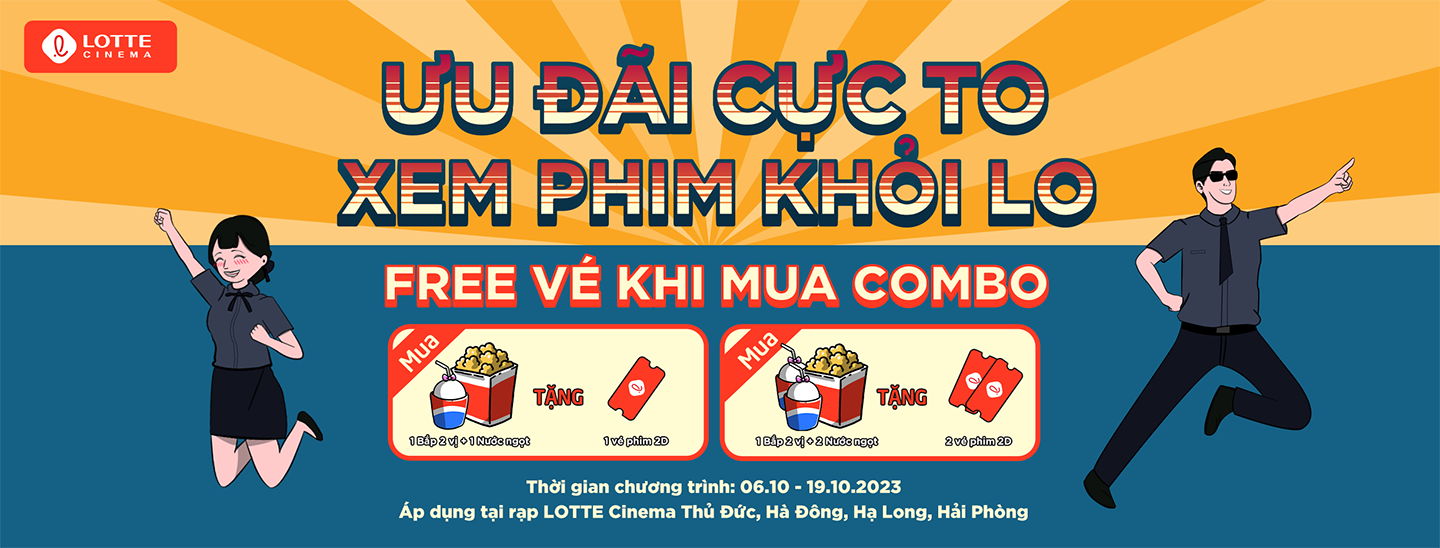 LOTTE
CINEMA
ƯU ĐÃI CỰC TO
XEM PHIM KHỎI LO
FREE VÉ KHI MUA COMBO
Mua
TẶNG
1 Bắp 2 vị + 1 Nước ngọt
1 vé phim 2D
Mua
TẶNG
1 Bắp 2 vị + 2 Nước ngọt
2 vé phim 2D
Thời gian chương trình: 06.10 - 19.10.2023
Áp dụng tại rạp LOTTE Cinema Thủ Đức, Hà Đông, Hạ Long, Hải Phòng